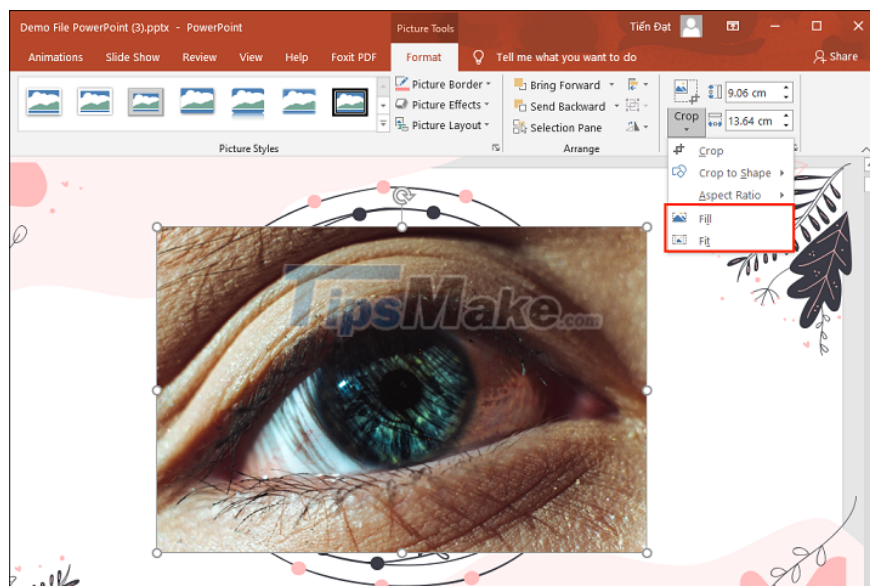 Demo File PowerPoint (3).pptx - PowerPoint
Picture Tools
Tiến Đạt
Animations Slide Show Review View Help Foxit PDF Format Tell me what you want to do Share
Picture Border
Picture Effects
Picture Layout
Picture Styles
Bring Forward
Send Backward
Selection Pane
Arrange
9.06 cm
Crop
13.64 cm
Crop
Crop to Shape
Aspect Ratio
Fill
Fit
TipsMake.com